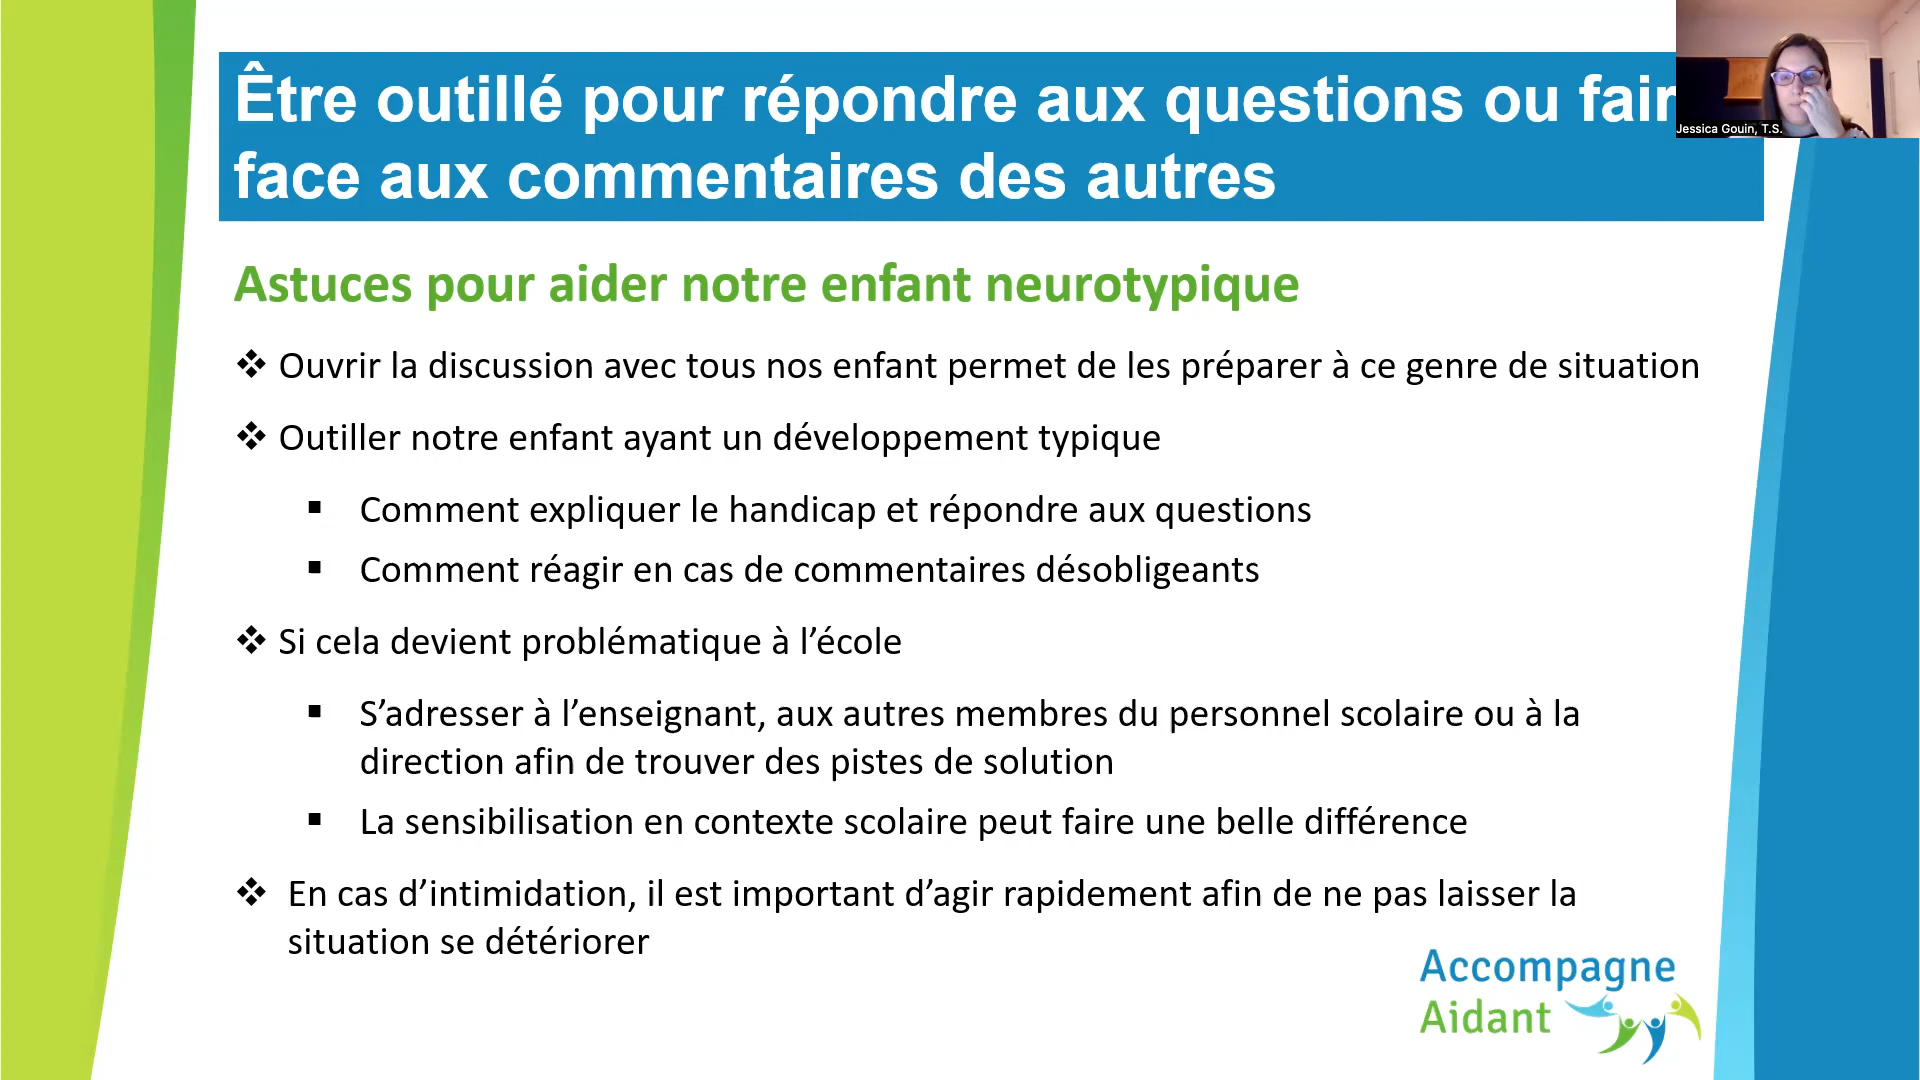 Être outillé pour répondre aux questions ou fair
face aux commentaires des autres
Jessica Gouin, T.S.
Astuces pour aider notre enfant neurotypique
❖ Ouvrir la discussion avec tous nos enfant permet de les préparer à ce genre de situation
❖ Outiller notre enfant ayant un développement typique
▪ Comment expliquer le handicap et répondre aux questions
▪ Comment réagir en cas de commentaires désobligeants
❖ Si cela devient problématique à l’école
▪ S’adresser à l’enseignant, aux autres membres du personnel scolaire ou à la
direction afin de trouver des pistes de solution
▪ La sensibilisation en contexte scolaire peut faire une belle différence
❖ En cas d’intimidation, il est important d’agir rapidement afin de ne pas laisser la
situation se détériorer
Accompagne
Aidant